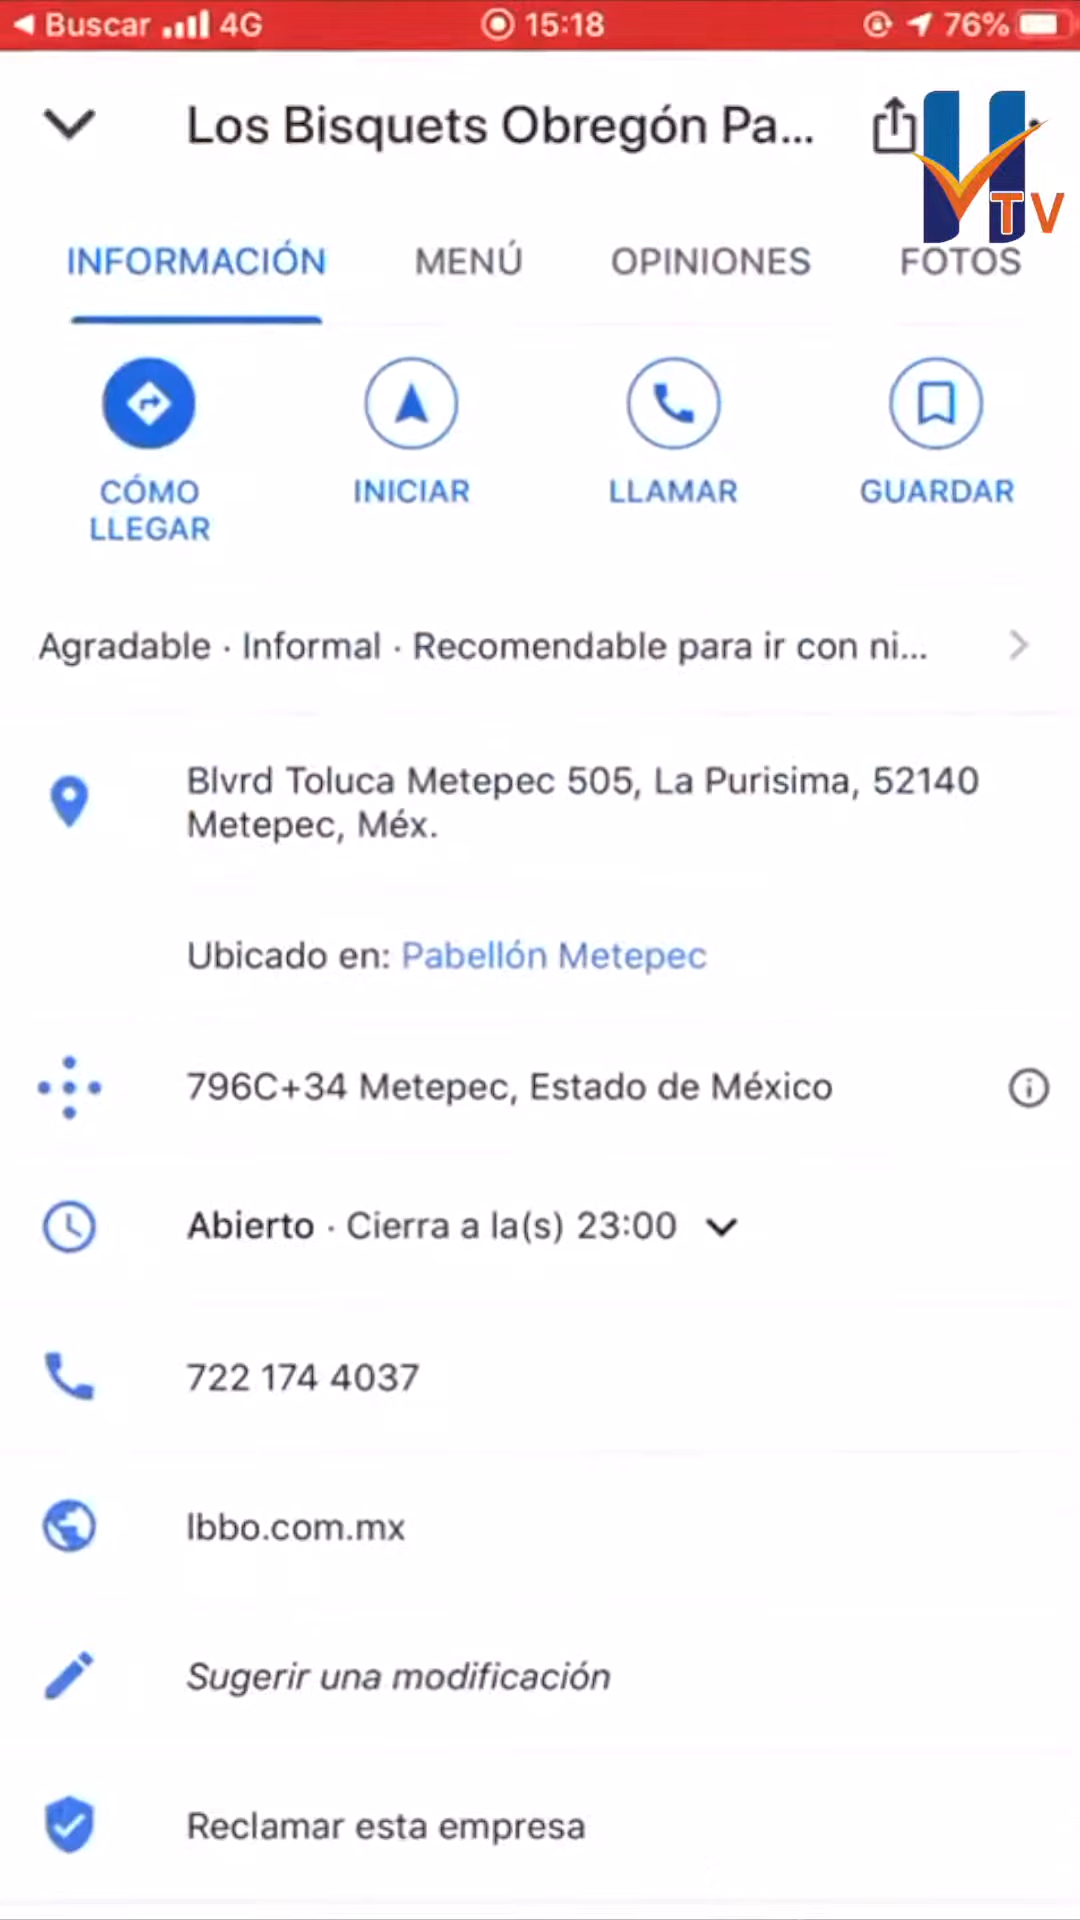 Buscar 4G 15:18 76%
Los Bisquets Obregón Pa...
TV
INFORMACIÓN MENÚ OPINIONES FOTOS
CÓMO LLEGAR INICIAR LLAMAR GUARDAR
Agradable · Informal · Recomendable para ir con ni...
Blvrd Toluca Metepec 505, La Purisima, 52140
Metepec, Méx.
Ubicado en: Pabellón Metepec
796C+34 Metepec, Estado de México
Abierto · Cierra a la(s) 23:00
722 174 4037
lbbo.com.mx
Sugerir una modificación
Reclamar esta empresa